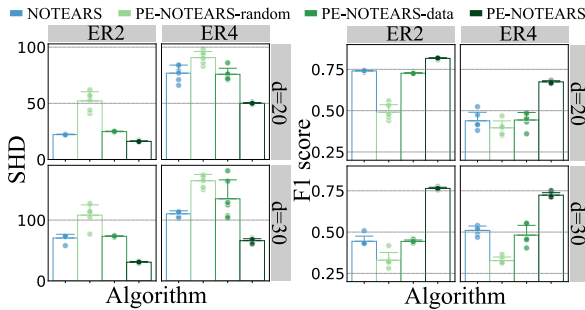 NOTEARS PE-NOTEARS-random PE-NOTEARS-data PE-NOTEARS
ER2 ER4
100
50
0
d=20
100
0
d=30
SHD
Algorithm
ER2 ER4
0.75
0.50
0.25
d=20
0.75
0.50
0.25
d=30
F1 score
Algorithm